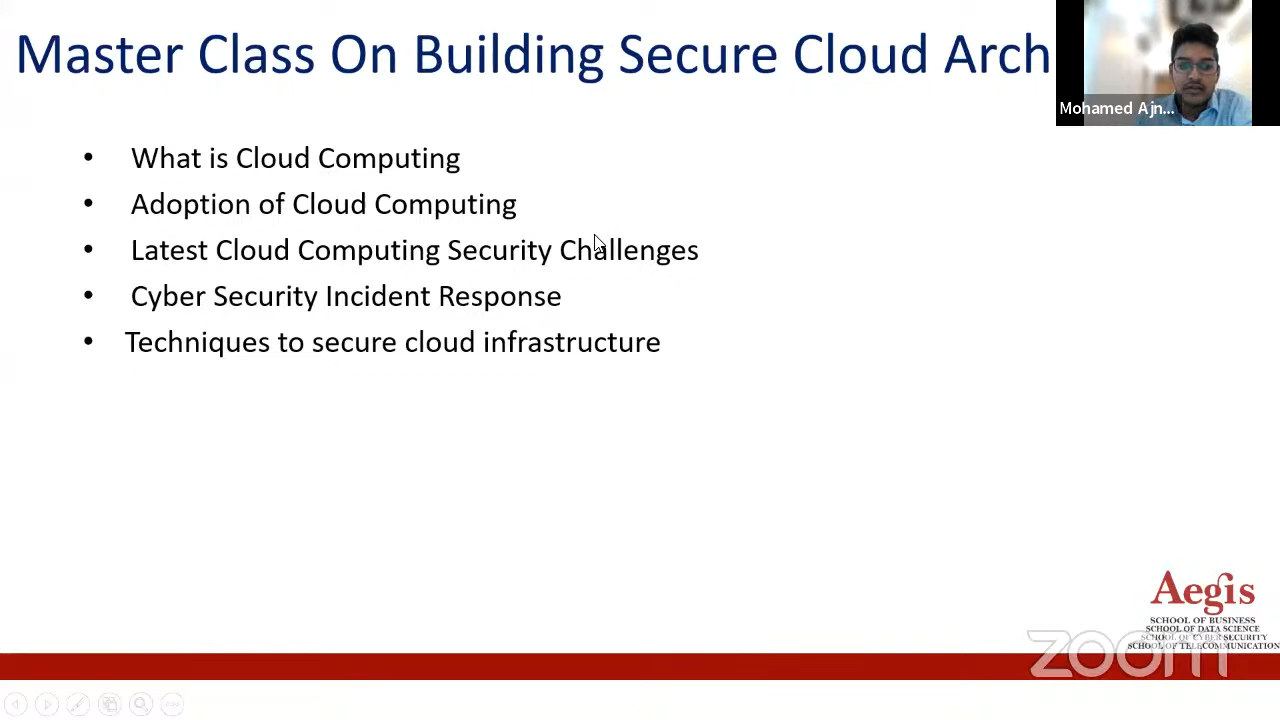 Master Class On Building Secure Cloud Arch
Mohamed Ajn...
• What is Cloud Computing
• Adoption of Cloud Computing
• Latest Cloud Computing Security Challenges
• Cyber Security Incident Response
• Techniques to secure cloud infrastructure
Aegis
SCHOOL OF BUSINESS
SCHOOL OF DATA SCIENCE
SCHOOL OF CYBER SECURITY
SCHOOL OF TELECOMMUNICATION
zoom